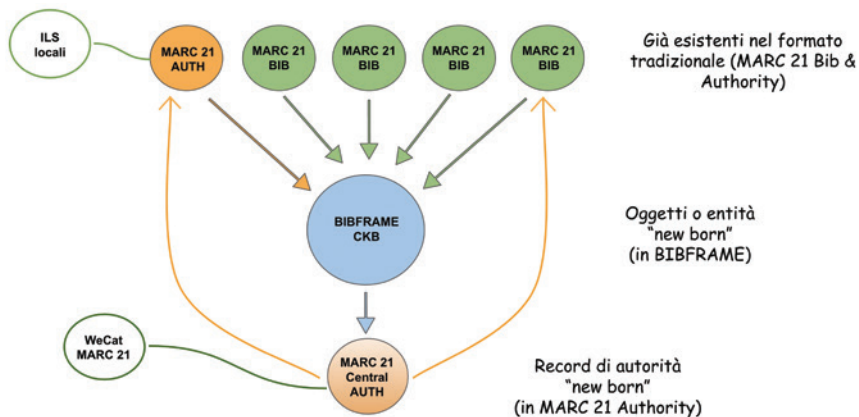 ILS
locali
MARC 21
AUTH
MARC 21
BIB
MARC 21
BIB
MARC 21
BIB
MARC 21
BIB
Già esistenti nel formato
tradizionale (MARC 21 Bib &
Authority)
BIBFRAME
CKB
Oggetti o entità
“new born”
(in BIBFRAME)
WeCat
MARC 21
MARC 21
Central
AUTH
Record di autorità
“new born”
(in MARC 21 Authority)